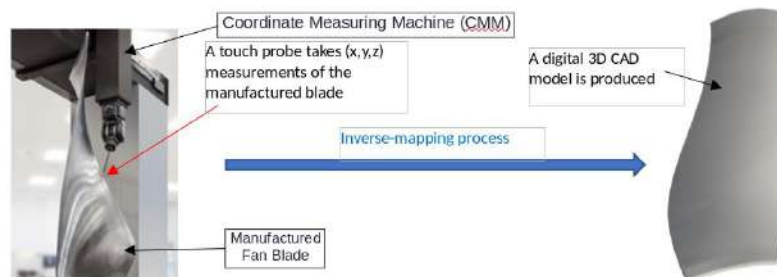 Coordinate Measuring Machine (CMM)
A touch probe takes (x,y,z)
measurements of the
manufactured blade
A digital 3D CAD
model is produced
Inverse-mapping process
Manufactured
Fan Blade